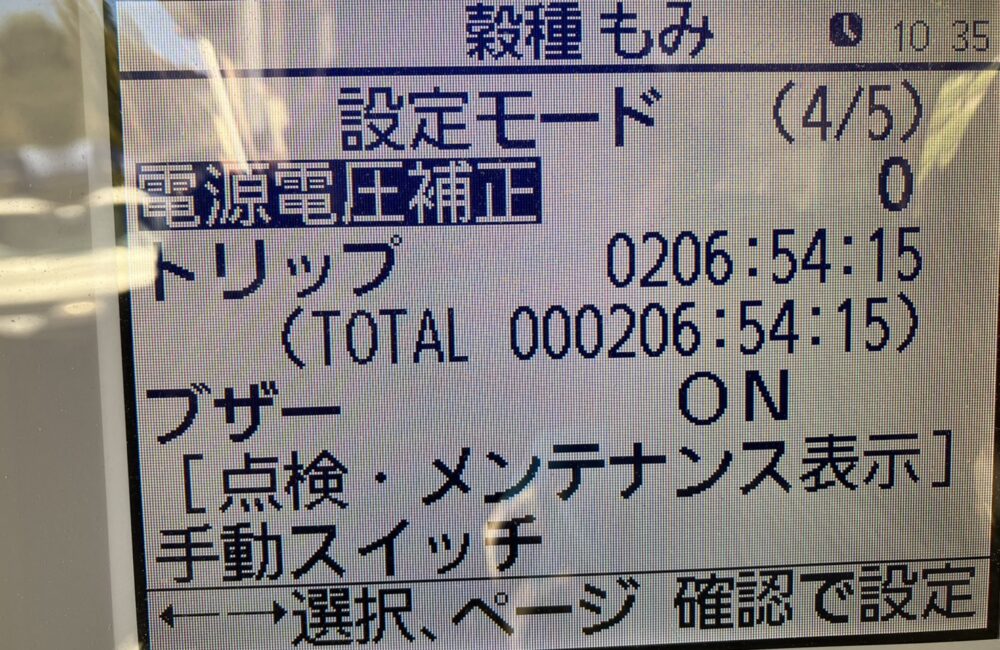 穀種 もみ 10 35
設定モード (4/5)
電源電圧補正 0
トリップ 0206:54:15
(TOTAL 000206:54:15)
ブザー ON
[点検・メンテナンス表示]
手動スイッチ
←→選択、ページ 確認で設定